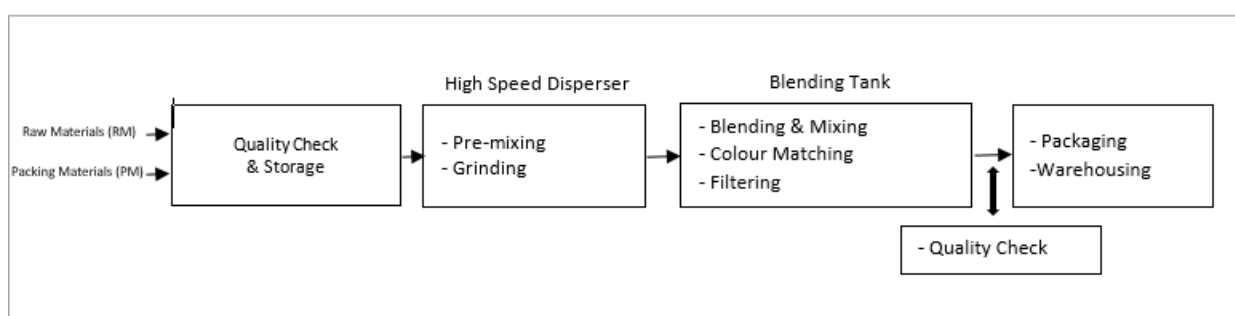 High Speed Disperser
Blending Tank
Raw Materials (RM)
Packing Materials (PM)
Quality Check
& Storage
- Pre-mixing
- Grinding
- Blending & Mixing
- Colour Matching
- Filtering
- Packaging
-Warehousing
- Quality Check